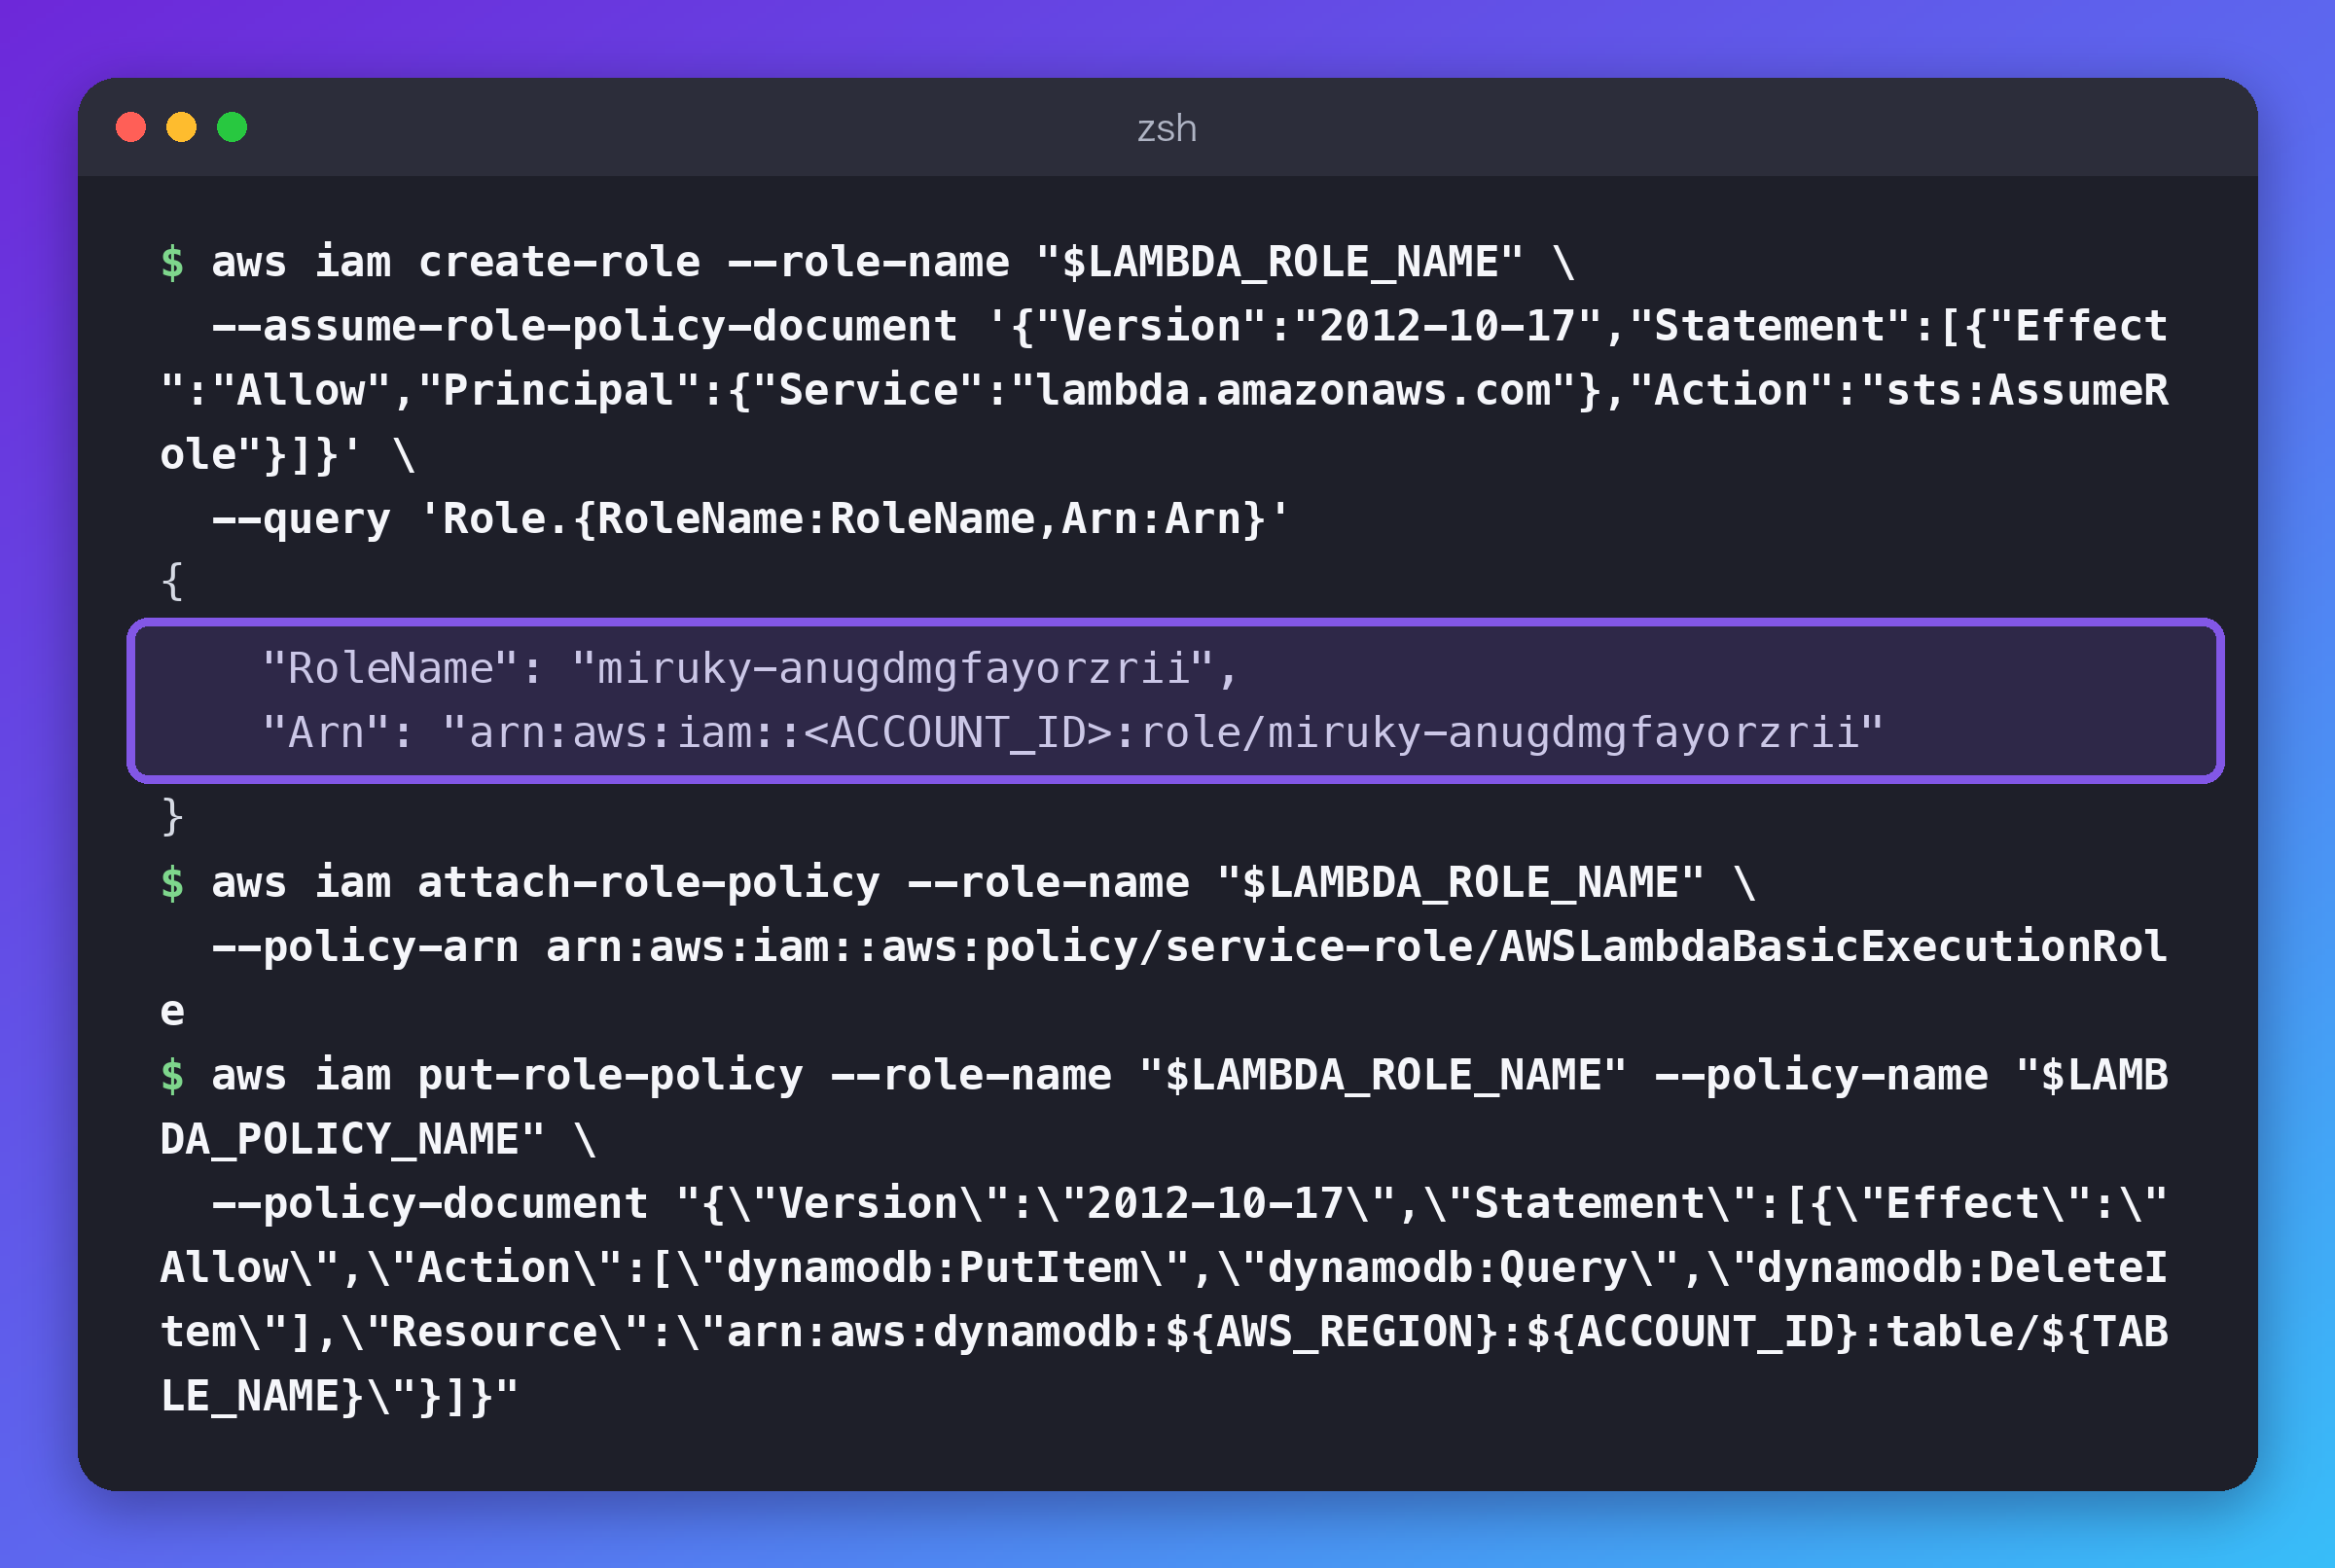 zsh
$ aws iam create-role --role-name "$LAMBDA_ROLE_NAME" \
  --assume-role-policy-document '{"Version":"2012-10-17","Statement":[{"Effect
":"Allow","Principal":{"Service":"lambda.amazonaws.com"},"Action":"sts:AssumeR
ole"}]}' \
  --query 'Role.{RoleName:RoleName,Arn:Arn}'
{
    "RoleName": "miruky-anugdmgfayorzrii",
    "Arn": "arn:aws:iam::<ACCOUNT_ID>:role/miruky-anugdmgfayorzrii"
}
$ aws iam attach-role-policy --role-name "$LAMBDA_ROLE_NAME" \
  --policy-arn arn:aws:iam::aws:policy/service-role/AWSLambdaBasicExecutionRol
e
$ aws iam put-role-policy --role-name "$LAMBDA_ROLE_NAME" --policy-name "$LAMB
DA_POLICY_NAME" \
  --policy-document "{\"Version\":\"2012-10-17\",\"Statement\":[{\"Effect\":\"
Allow\",\"Action\":[\"dynamodb:PutItem\",\"dynamodb:Query\",\"dynamodb:DeleteI
tem\"],\"Resource\":\"arn:aws:dynamodb:${AWS_REGION}:${ACCOUNT_ID}:table/${TAB
LE_NAME}\"}]}"